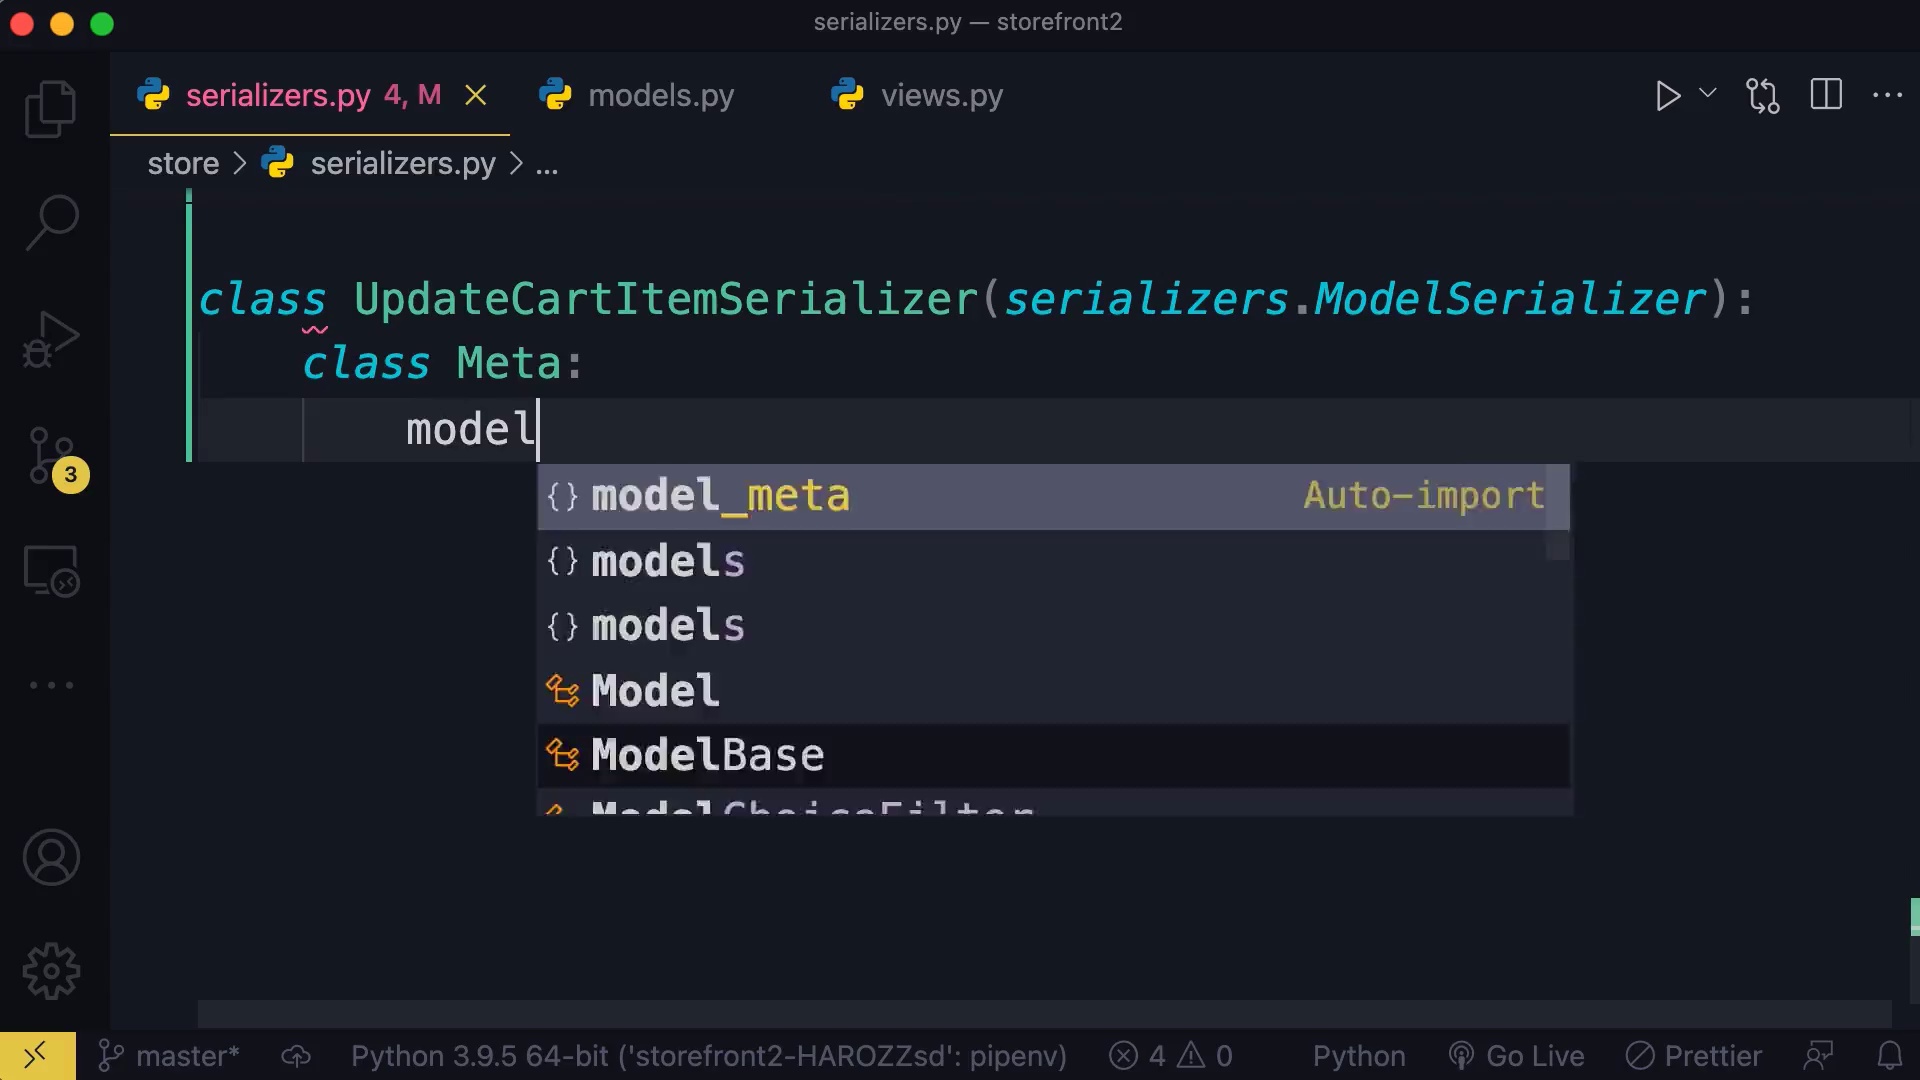 serializers.py — storefront2
serializers.py 4, M
models.py
views.py
store > serializers.py > ...
class UpdateCartItemSerializer(serializers.ModelSerializer):
class Meta:
model
{} model_meta Auto-import
{} models
{} models
Model
ModelBase
ModelChoiceFilter
3
master*
Python 3.9.5 64-bit ('storefront2-HAROZZsd': pipenv)
4
0
Python
Go Live
Prettier